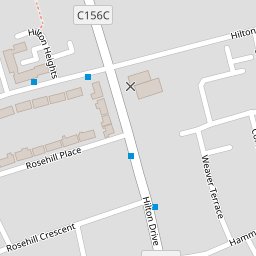 C156C
Hilton Heights
Hilton
Rosehill Place
Weaver Terrace
Hilton Drive
Rosehill Crescent
Hamm